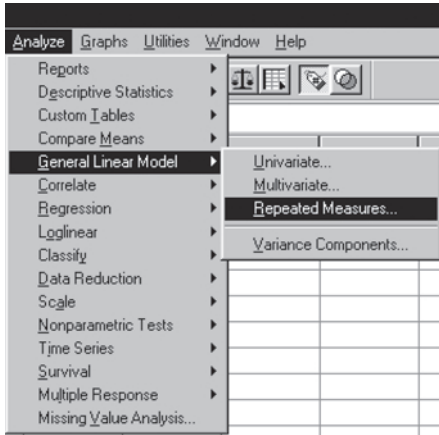 Analyze Graphs Utilities Window Help
Reports
Descriptive Statistics
Custom Tables
Compare Means
General Linear Model
Correlate
Regression
Loglinear
Classify
Data Reduction
Scale
Nonparametric Tests
Time Series
Survival
Multiple Response
Missing Value Analysis...
Univariate...
Multivariate...
Repeated Measures...
Variance Components...